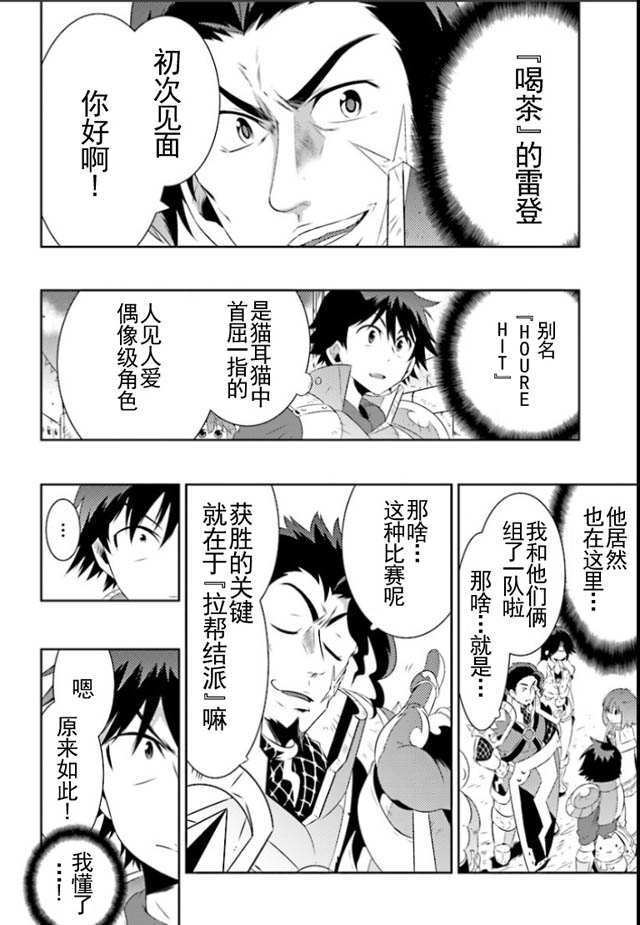 『喝茶』的雷登
初次见面
你好啊！
别名
『HOURE
HIT』
是猫耳猫中
首屈一指的
人见人爱
偶像级角色
他居然
也在这里…
我和他们俩
组了一队啦
那啥…就是…
那啥…
这种比赛呢
获胜的关键
就在于『拉帮结派』嘛
…
嗯
原来如此！
我懂了
…！